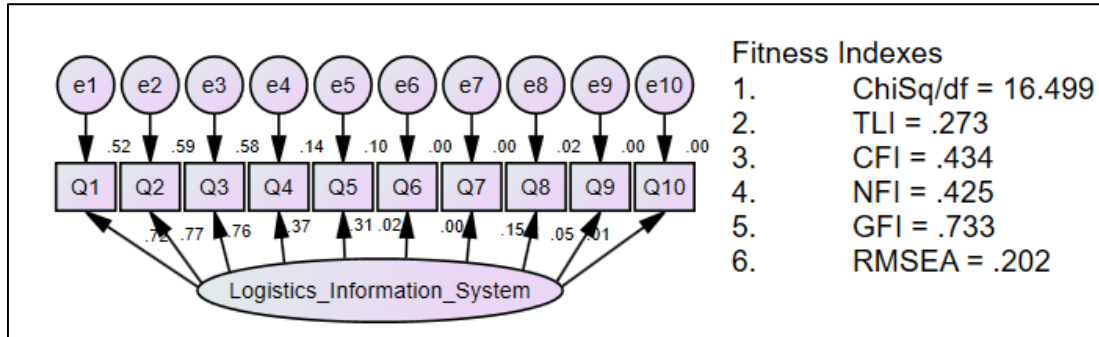 Fitness Indexes
e1 e2 e3 e4 e5 e6 e7 e8 e9 e10
1. ChiSq/df = 16.499
2. TLI = .273
.52 .59 .58 .14 .10 .00 .00 .02 .00 .00
3. CFI = .434
Q1 Q2 Q3 Q4 Q5 Q6 Q7 Q8 Q9 Q10
4. NFI = .425
.72 .77 .76 .37 .31 .02 .00 .15 .05 .01
5. GFI = .733
6. RMSEA = .202
Logistics_Information_System